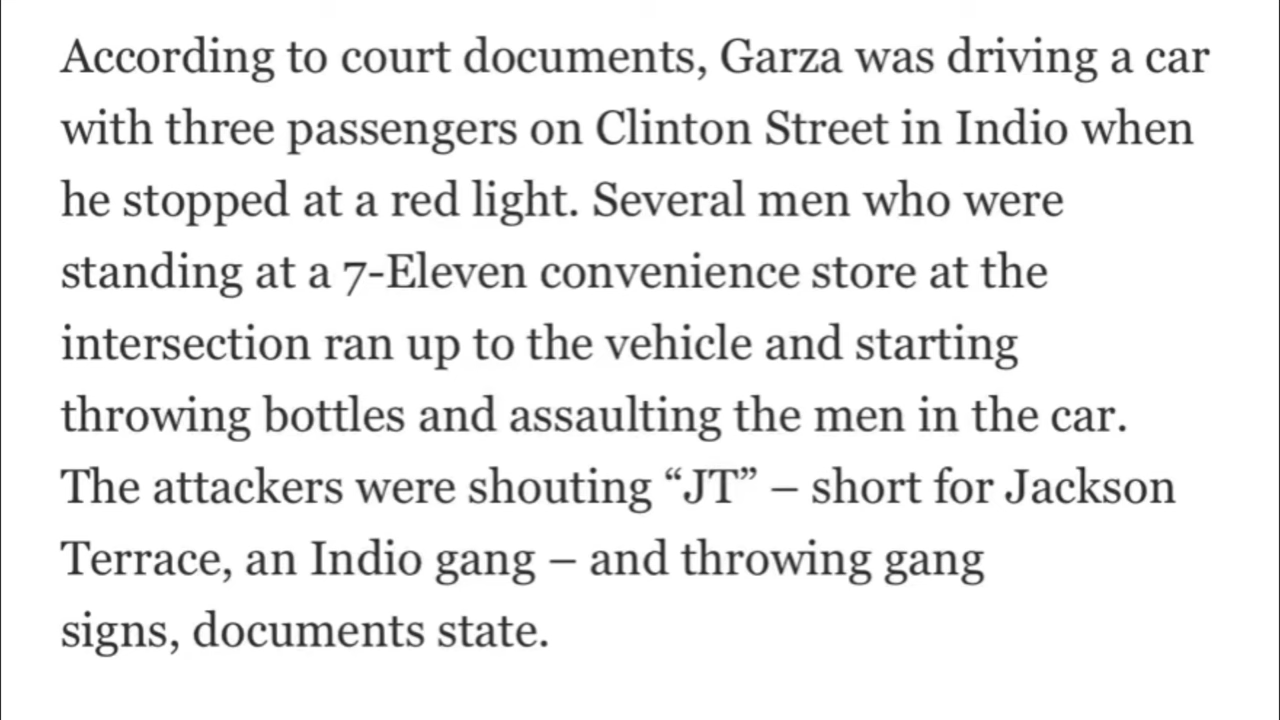 According to court documents, Garza was driving a car
with three passengers on Clinton Street in Indio when
he stopped at a red light. Several men who were
standing at a 7-Eleven convenience store at the
intersection ran up to the vehicle and starting
throwing bottles and assaulting the men in the car.
The attackers were shouting “JT” – short for Jackson
Terrace, an Indio gang – and throwing gang
signs, documents state.